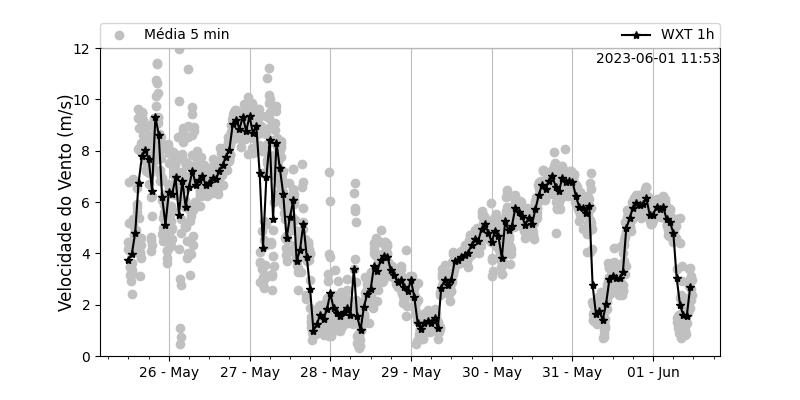 Média 5 min
WXT 1h
2023-06-01 11:53
Velocidade do Vento (m/s)
12
10
8
6
4
2
0
26 - May
27 - May
28 - May
29 - May
30 - May
31 - May
01 - Jun